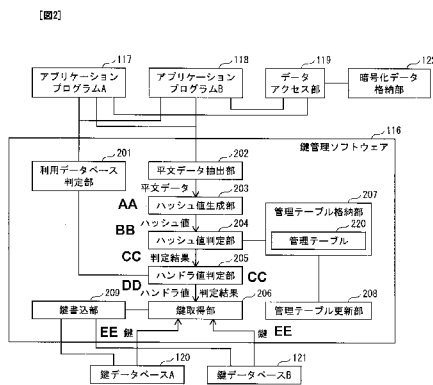 [図2]
117
118
119
122
アプリケーション
プログラムA
アプリケーション
プログラムB
データ
アクセス部
暗号化データ
格納部
116
鍵管理ソフトウェア
201
利用データベース
判定部
202
平文データ抽出部
平文データ
203
AA
ハッシュ値生成部
207
管理テーブル格納部
ハッシュ値
204
BB
ハッシュ値判定部
220
管理テーブル
CC
判定結果
205
ハンドラ値判定部
CC
209
DD
ハンドラ値
判定結果
206
208
鍵書込部
鍵取得部
管理テーブル更新部
EE
鍵
鍵
EE
120
121
鍵データベースA
鍵データベースB